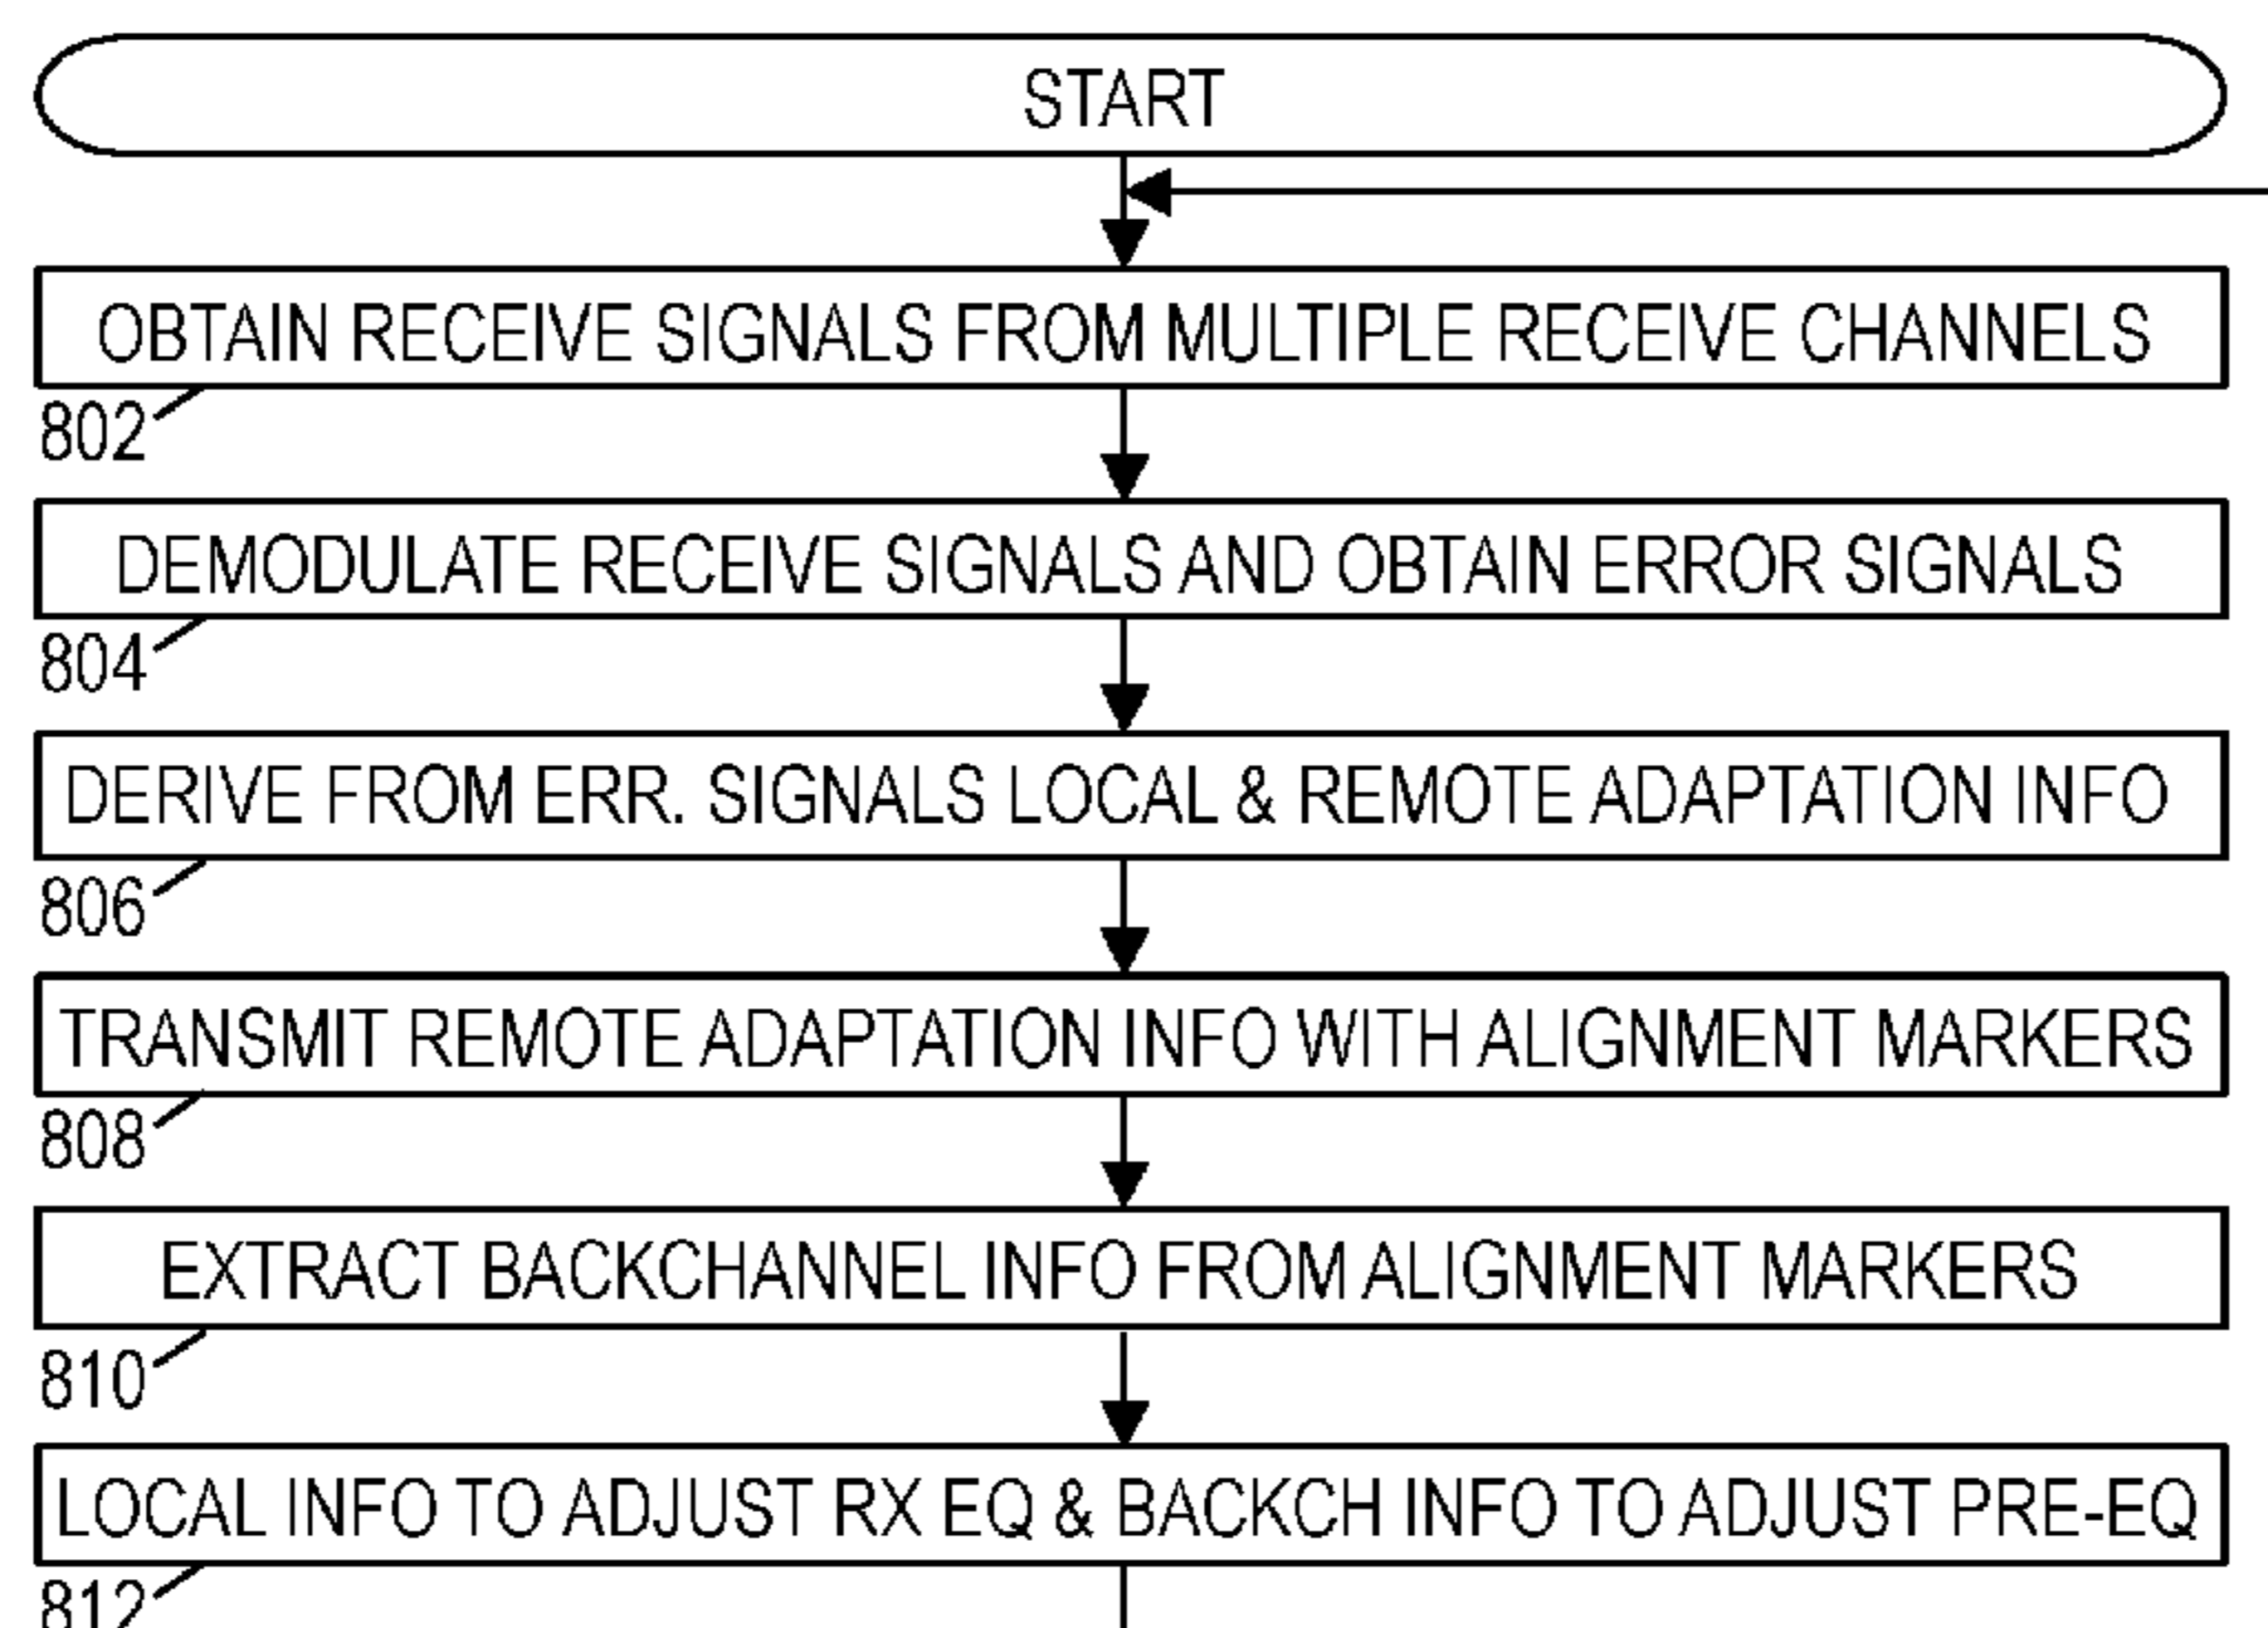 START
OBTAIN RECEIVE SIGNALS FROM MULTIPLE RECEIVE CHANNELS
802
DEMODULATE RECEIVE SIGNALS AND OBTAIN ERROR SIGNALS
804
DERIVE FROM ERR. SIGNALS LOCAL & REMOTE ADAPTATION INFO
806
TRANSMIT REMOTE ADAPTATION INFO WITH ALIGNMENT MARKERS
808
EXTRACT BACKCHANNEL INFO FROM ALIGNMENT MARKERS
810
LOCAL INFO TO ADJUST RX EQ & BACKCH INFO TO ADJUST PRE-EQ
812